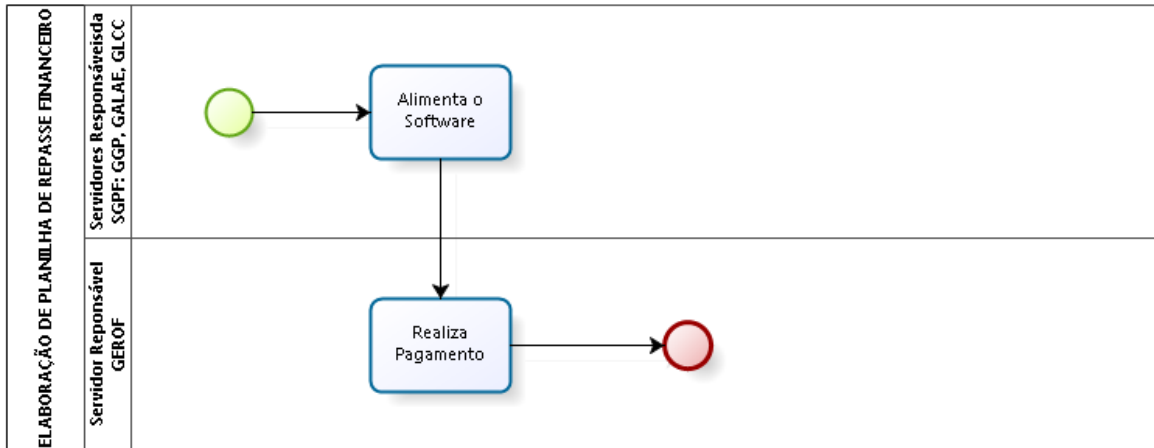 ELABORAÇÃO DE PLANILHA DE REPASSE FINANCEIRO
Servidores Responsáveisda
SGPF: GGP, GALAE, GLCC
Alimenta o
Software
Servidor Reponsável
GEROF
Realiza
Pagamento